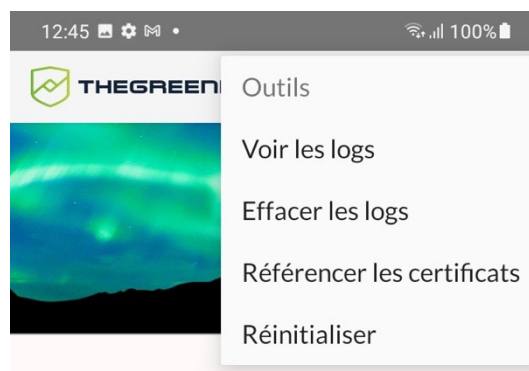 12:45 100%
THEGREEN
Outils
Voir les logs
Effacer les logs
Référencer les certificats
Réinitialiser